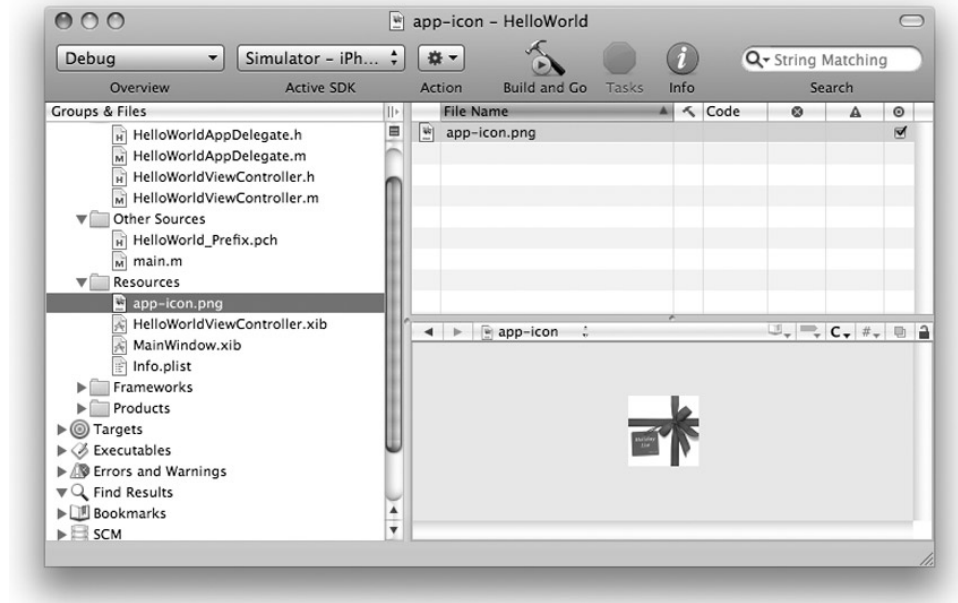 app-icon – HelloWorld
Debug
Simulator – iPh...
String Matching
Overview
Active SDK
Action
Build and Go
Tasks
Info
Search
Groups & Files
File Name
Code
HelloWorldAppDelegate.h
HelloWorldAppDelegate.m
HelloWorldViewController.h
HelloWorldViewController.m
Other Sources
HelloWorld_Prefix.pch
main.m
Resources
app-icon.png
HelloWorldViewController.xib
MainWindow.xib
Info.plist
Frameworks
Products
Targets
Executables
Errors and Warnings
Find Results
Bookmarks
SCM
app-icon.png
app-icon
C
#